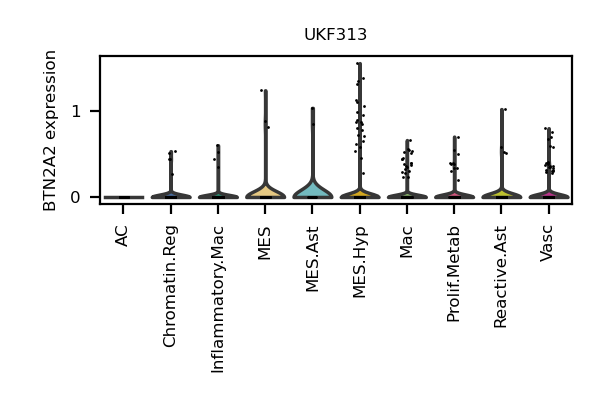 UKF313
BTN2A2 expression
1
0
AC
Chromatin.Reg
Inflammatory.Mac
MES
MES.Ast
MES.Hyp
Mac
Prolif.Metab
Reactive.Ast
Vasc